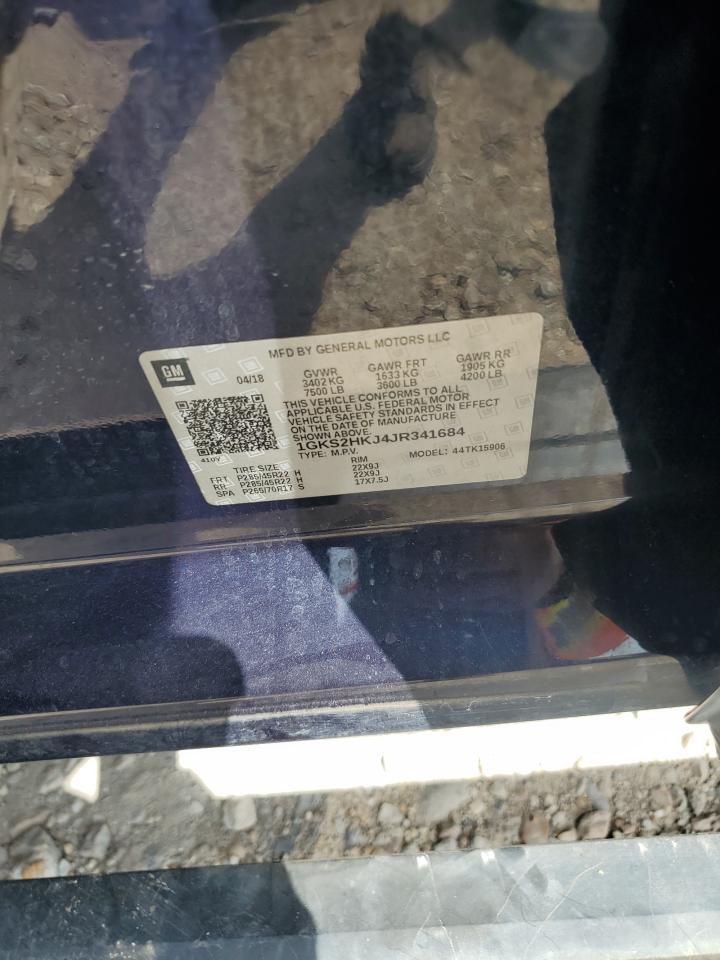 MFD BY GENERAL MOTORS LLC
GM
04/18
GVWR GAWR FRT GAWR RR
3402 KG 1633 KG 1905 KG
7500 LB 3600 LB 4200 LB
THIS VEHICLE CONFORMS TO ALL
APPLICABLE U.S. FEDERAL MOTOR
VEHICLE SAFETY STANDARDS IN EFFECT
ON THE DATE OF MANUFACTURE
SHOWN ABOVE.
1GKS2HKJ4JR341684
TYPE: M.P.V. MODEL: 44TK15906
410Y
TIRE SIZE RIM
FRT P285/45R22 H 22X9J
RR P285/45R22 H 22X9J
SPA P265/70R17 S 17X7.5J